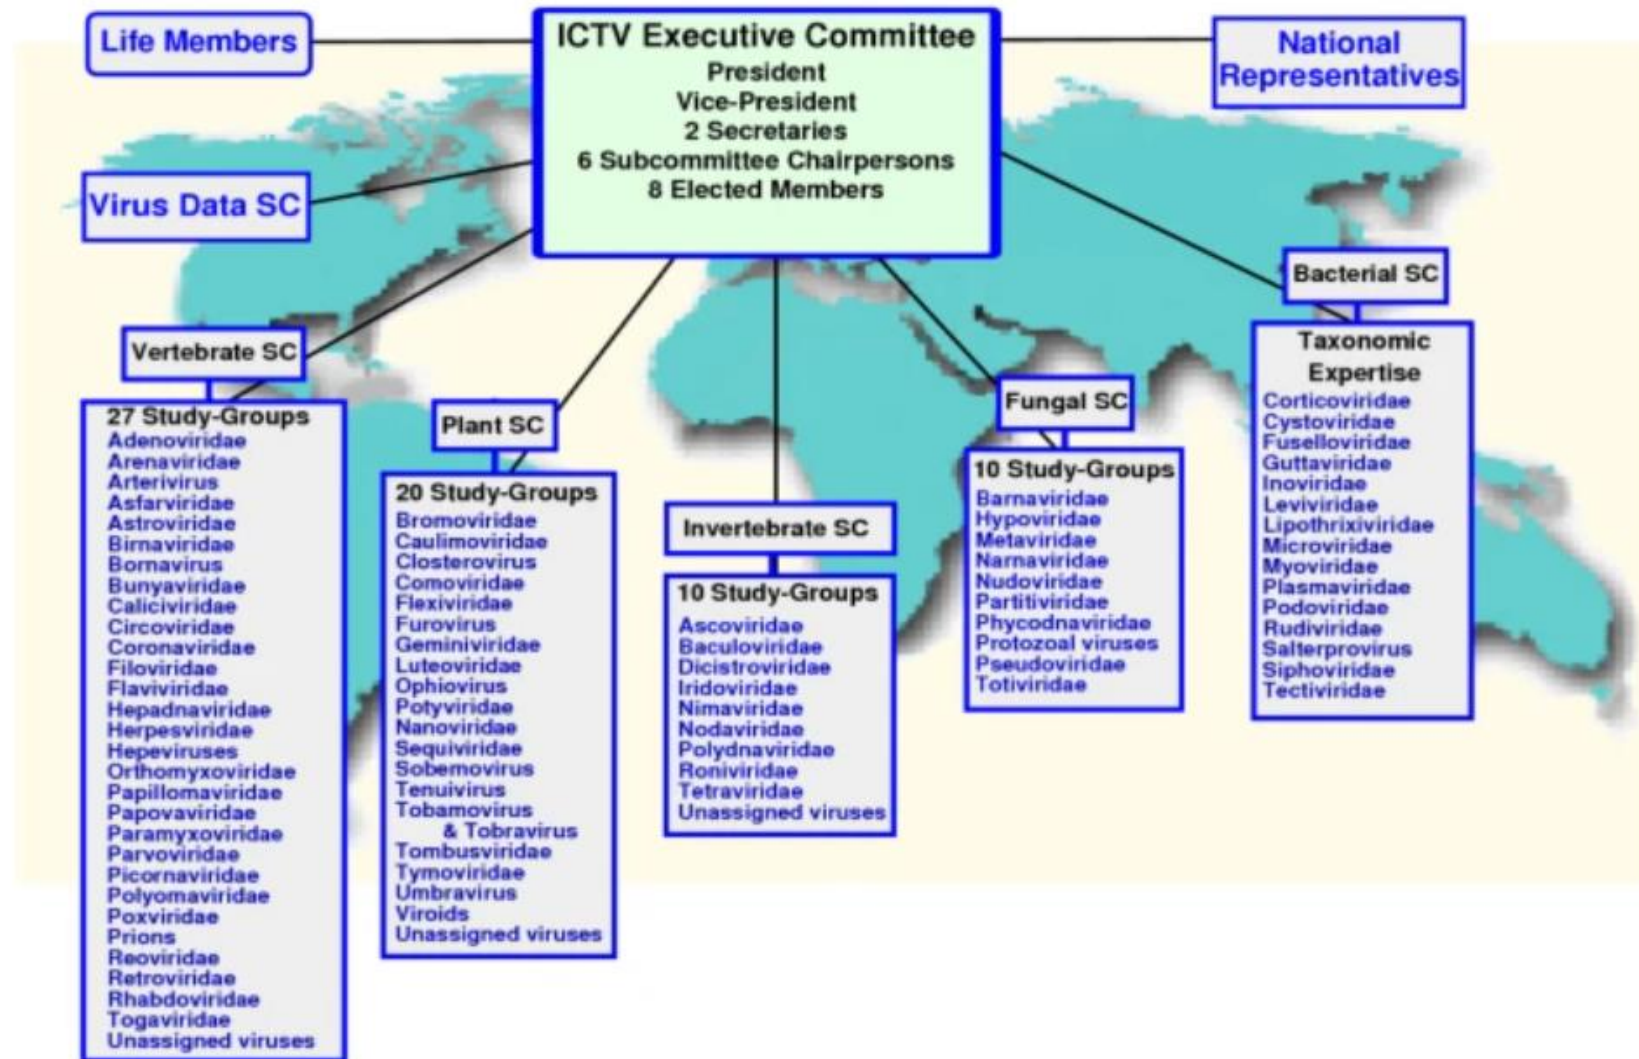 Life Members
ICTV Executive Committee
President
Vice-President
2 Secretaries
6 Subcommittee Chairpersons
8 Elected Members
National
Representatives
Virus Data SC
Vertebrate SC
27 Study-Groups
Adenoviridae
Arenaviridae
Arterivirus
Asfarviridae
Astroviridae
Birnaviridae
Bornavirus
Bunyaviridae
Caliciviridae
Circoviridae
Coronaviridae
Filoviridae
Flaviviridae
Hepadnaviridae
Herpesviridae
Hepeviruses
Orthomyxoviridae
Papillomaviridae
Papovaviridae
Paramyxoviridae
Parvoviridae
Picornaviridae
Polyomaviridae
Poxviridae
Prions
Reoviridae
Retroviridae
Rhabdoviridae
Togaviridae
Unassigned viruses
Plant SC
20 Study-Groups
Bromoviridae
Caulimoviridae
Closterovirus
Comoviridae
Flexiviridae
Furovirus
Geminiviridae
Luteoviridae
Ophiovirus
Potyviridae
Nanoviridae
Sequiviridae
Sobemovirus
Tenuivirus
Tobamovirus
& Tobravirus
Tombusviridae
Tymoviridae
Umbravirus
Viroids
Unassigned viruses
Invertebrate SC
10 Study-Groups
Ascoviridae
Baculoviridae
Dicistroviridae
Iridoviridae
Nimaviridae
Nodaviridae
Polydnaviridae
Roniviridae
Tetraviridae
Unassigned viruses
Fungal SC
10 Study-Groups
Barnaviridae
Hypoviridae
Metaviridae
Narnaviridae
Nudoviridae
Partitiviridae
Phycodnaviridae
Protozoal viruses
Pseudoviridae
Totiviridae
Bacterial SC
Taxonomic
Expertise
Corticoviridae
Cystoviridae
Fuselloviridae
Guttaviridae
Inoviridae
Leviviridae
Lipothrixiviridae
Microviridae
Myoviridae
Plasmaviridae
Podoviridae
Rudiviridae
Salterprovirus
Siphoviridae
Tectiviridae